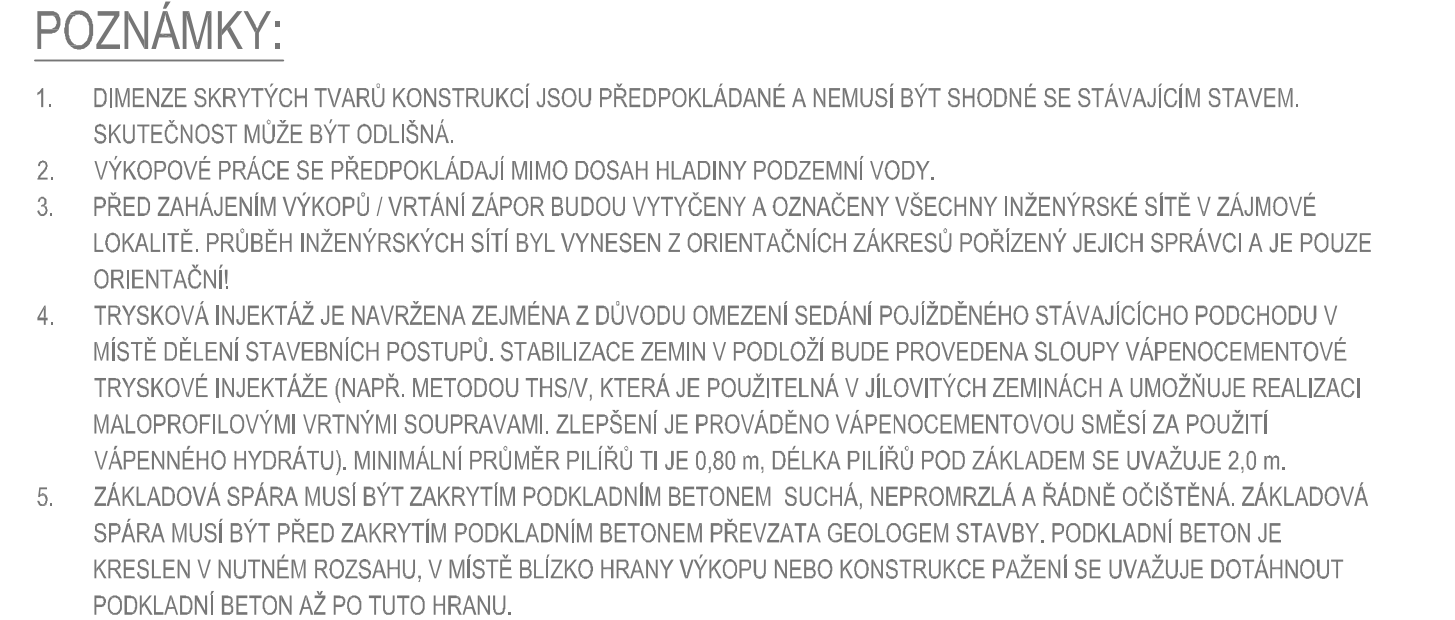 POZNÁMKY:
1. DIMENZE SKRYTÝCH TVARŮ KONSTRUKCÍ JSOU PŘEDPOKLÁDANÉ A NEMUSÍ BÝT SHODNÉ SE STÁVAJÍCÍM STAVEM.
SKUTEČNOST MŮŽE BÝT ODLIŠNÁ.
2. VÝKOPOVÉ PRÁCE SE PŘEDPOKLÁDAJÍ MIMO DOSAH HLADINY PODZEMNÍ VODY.
3. PŘED ZAHÁJENÍM VÝKOPŮ / VRTÁNÍ ZÁPOR BUDOU VYTYČENY A OZNAČENY VŠECHNY INŽENÝRSKÉ SÍTĚ V ZÁJMOVÉ
LOKALITĚ. PRŮBĚH INŽENÝRSKÝCH SÍTÍ BYL VYNESEN Z ORIENTAČNÍCH ZÁKRESŮ POŘÍZENÝ JEJICH SPRÁVCI A JE POUZE
ORIENTAČNÍ!
4. TRYSKOVÁ INJEKTÁŽ JE NAVRŽENA ZEJMÉNA Z DŮVODU OMEZENÍ SEDÁNÍ POJÍŽDĚNÉHO STÁVAJÍCÍCHO PODCHODU V
MÍSTĚ DĚLENÍ STAVEBNÍCH POSTUPŮ. STABILIZACE ZEMIN V PODLOŽÍ BUDE PROVEDENA SLOUPY VÁPENOCEMENTOVÉ
TRYSKOVÉ INJEKTÁŽE (NAPŘ. METODOU THS/V, KTERÁ JE POUŽITELNÁ V JÍLOVITÝCH ZEMINÁCH A UMOŽŇUJE REALIZACI
MALOPROFILOVÝMI VRTNÝMI SOUPRAVAMI. ZLEPŠENÍ JE PROVÁDĚNO VÁPENOCEMENTOVOU SMĚSÍ ZA POUŽITÍ
VÁPENNÉHO HYDRÁTU). MINIMÁLNÍ PRŮMĚR PILÍŘŮ TI JE 0,80 m, DÉLKA PILÍŘŮ POD ZÁKLADEM SE UVAŽUJE 2,0 m.
5. ZÁKLADOVÁ SPÁRA MUSÍ BÝT ZAKRYTÍM PODKLADNÍM BETONEM  SUCHÁ, NEPROMRZLÁ A ŘÁDNĚ OČIŠTĚNÁ. ZÁKLADOVÁ
SPÁRA MUSÍ BÝT PŘED ZAKRYTÍM PODKLADNÍM BETONEM PŘEVZATA GEOLOGEM STAVBY. PODKLADNÍ BETON JE
KRESLEN V NUTNÉM ROZSAHU, V MÍSTĚ BLÍZKO HRANY VÝKOPU NEBO KONSTRUKCE PAŽENÍ SE UVAŽUJE DOTÁHNOUT
PODKLADNÍ BETON AŽ PO TUTO HRANU.